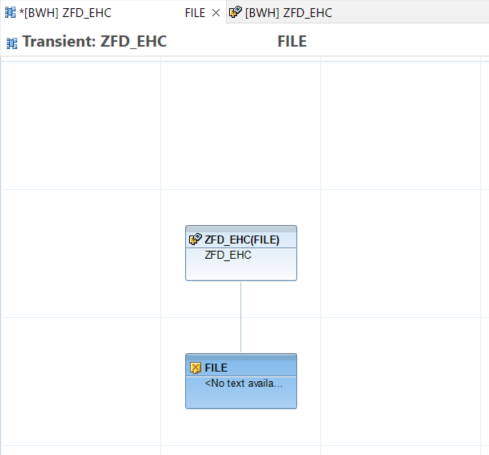 *[BWH] ZFD_EHC FILE [BWH] ZFD_EHC
Transient: ZFD_EHC FILE
ZFD_EHC(FILE)
ZFD_EHC
FILE
<No text availa...